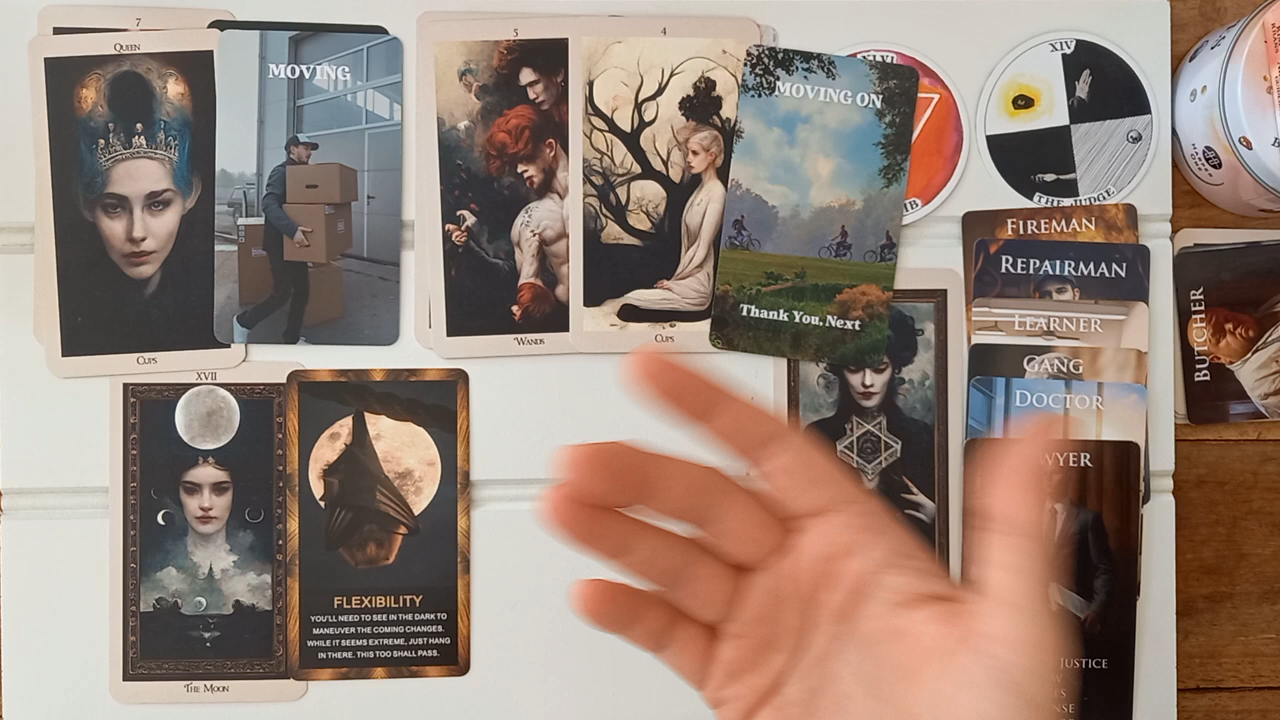 7
QUEEN
CUPS
MOVING
5
WANDS
4
CUPS
MOVING ON
Thank You, Next
XIV
THE JUDGE
FIREMAN
REPAIRMAN
LEARNER
GANG
DOCTOR
JUSTICE
BUTCHER
XVII
THE MOON
FLEXIBILITY
YOU'LL NEED TO SEE IN THE DARK TO
MANEUVER THE COMING CHANGES.
WHILE IT SEEMS EXTREME, JUST HANG
IN THERE. THIS TOO SHALL PASS.